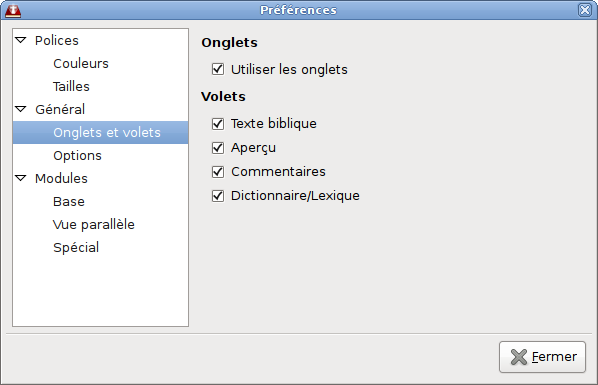 Préférences
Polices
Couleurs
Tailles
Général
Onglets et volets
Options
Modules
Base
Vue parallèle
Spécial
Onglets
Utiliser les onglets
Volets
Texte biblique
Aperçu
Commentaires
Dictionnaire/Lexique
Fermer